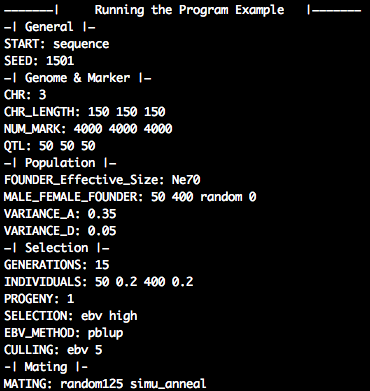 ———————| Running the Program Example |———————
—| General |—
START: sequence
SEED: 1501
—| Genome & Marker |—
CHR: 3
CHR_LENGTH: 150 150 150
NUM_MARK: 4000 4000 4000
QTL: 50 50 50
—| Population |—
FOUNDER_Effective_Size: Ne70
MALE_FEMALE_FOUNDER: 50 400 random 0
VARIANCE_A: 0.35
VARIANCE_D: 0.05
—| Selection |—
GENERATIONS: 15
INDIVIDUALS: 50 0.2 400 0.2
PROGENY: 1
SELECTION: ebv high
EBV_METHOD: pblup
CULLING: ebv 5
—| Mating |—
MATING: random125 simu_anneal